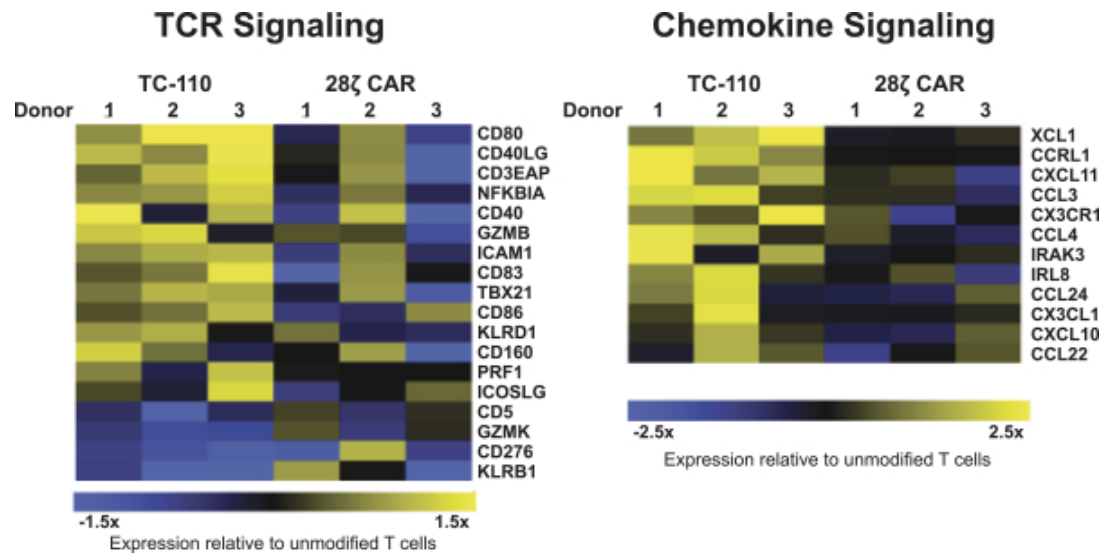 TCR Signaling
TC-110 28ζ CAR
Donor 1 2 3 1 2 3
CD80
CD40LG
CD3EAP
NFKBIA
CD40
GZMB
ICAM1
CD83
TBX21
CD86
KLRD1
CD160
PRF1
ICOSLG
CD5
GZMK
CD276
KLRB1
-1.5x 1.5x
Expression relative to unmodified T cells
Chemokine Signaling
TC-110 28ζ CAR
Donor 1 2 3 1 2 3
XCL1
CCRL1
CXCL11
CCL3
CX3CR1
CCL4
IRAK3
IRL8
CCL24
CX3CL1
CXCL10
CCL22
-2.5x 2.5x
Expression relative to unmodified T cells